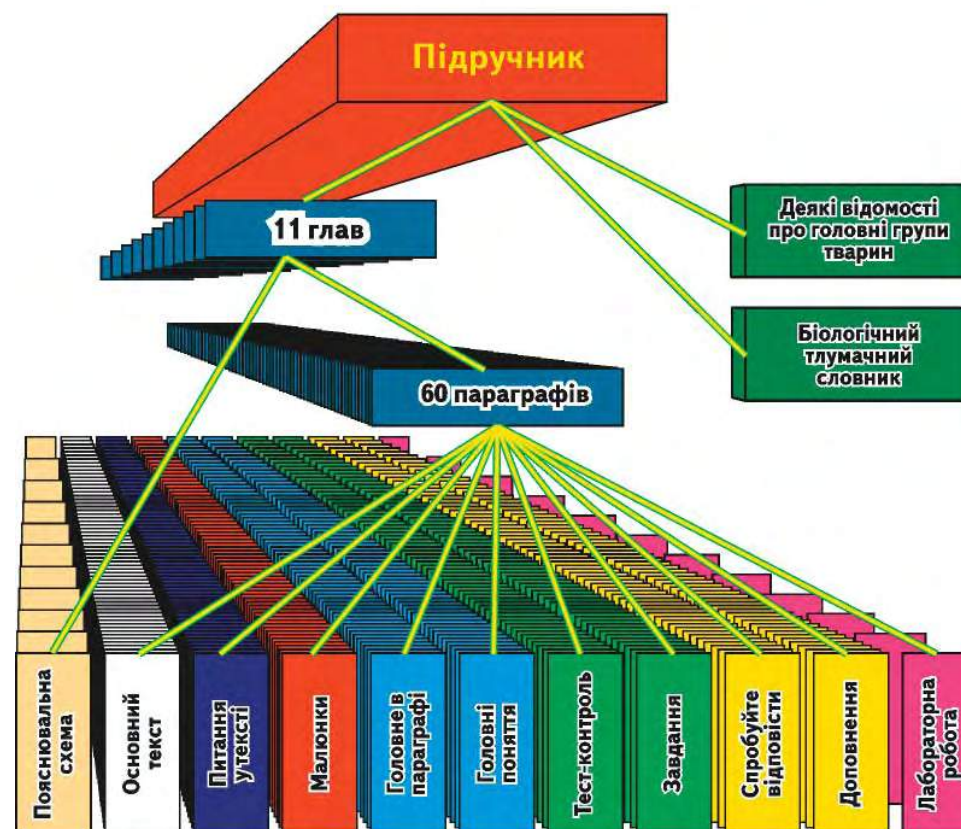 Підручник
11 глав
Деякі відомості
про головні групи
тварин
Біологічний
тлумачний
словник
60 параграфів
Пояснювальна
схема
Основний
текст
Питання
у тексті
Малюнки
Головне в
параграфі
Головні
поняття
Тест-контроль
Завдання
Спробуйте
відповісти
Доповнення
Лабораторна
робота